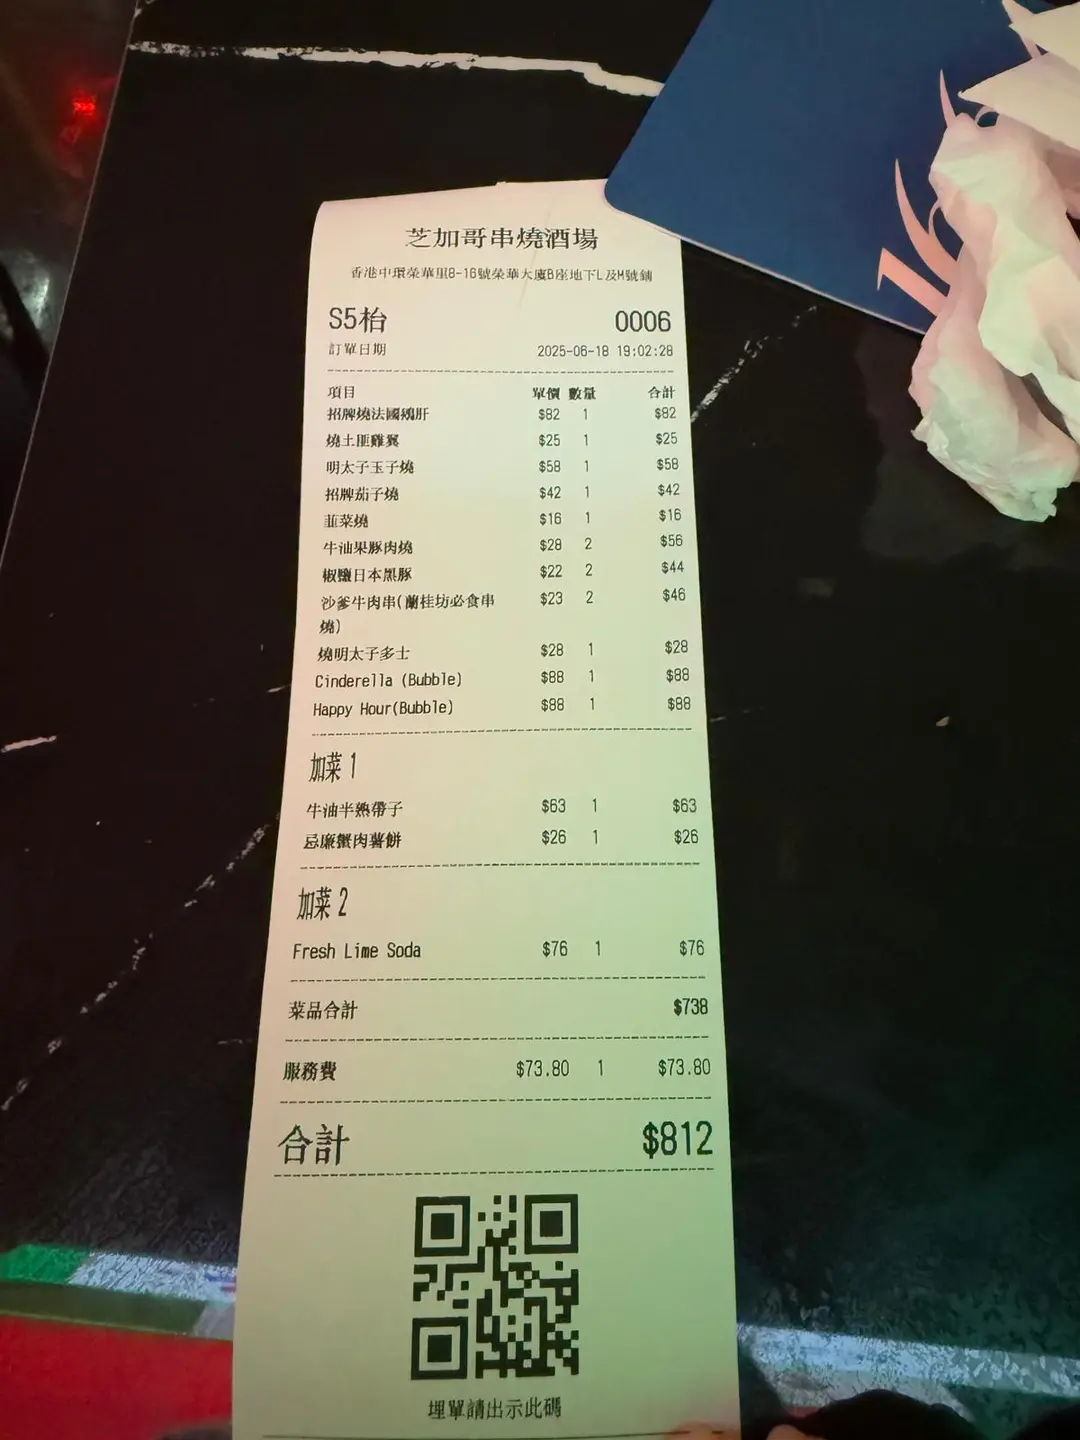 芝加哥串燒酒場
香港中環榮華里8-16號榮華大廈B座地下L及M號鋪
S5枱 0006
訂單日期 2025-06-18 19:02:28
項目 單價 數量 合計
招牌燒法國鵝肝 $82 1 $82
燒土匪雞翼 $25 1 $25
明太子玉子燒 $58 1 $58
招牌茄子燒 $42 1 $42
韮菜燒 $16 1 $16
牛油果豚肉燒 $28 2 $56
椒鹽日本黑豚 $22 2 $44
沙爹牛肉串(蘭桂坊必食串 $23 2 $46
燒)
燒明太子多士 $28 1 $28
Cinderella (Bubble) $88 1 $88
Happy Hour(Bubble) $88 1 $88
加菜 1
牛油半熟帶子 $63 1 $63
忌廉蟹肉薯餅 $26 1 $26
加菜 2
Fresh Lime Soda $76 1 $76
菜品合計 $738
服務費 $73.80 1 $73.80
合計 $812
埋單請出示此碼